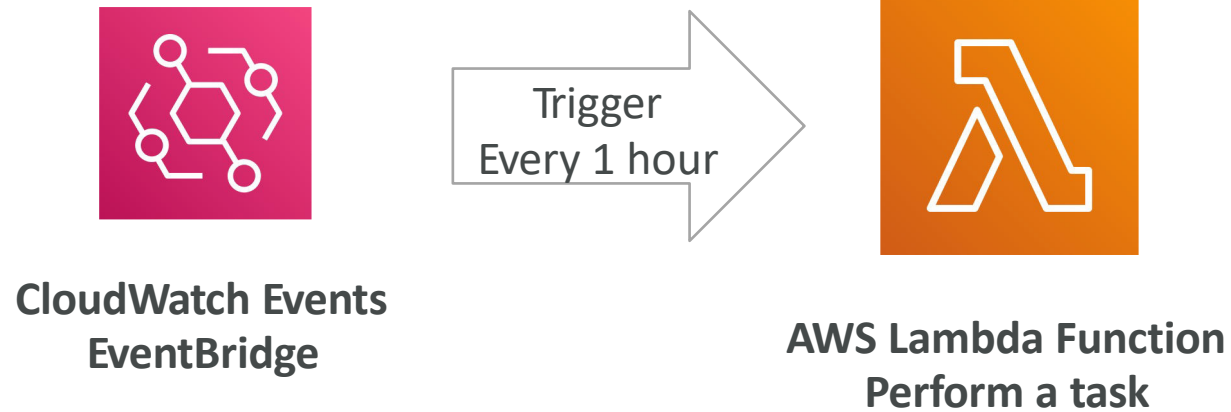 Trigger
Every 1 hour
CloudWatch Events
EventBridge
AWS Lambda Function
Perform a task